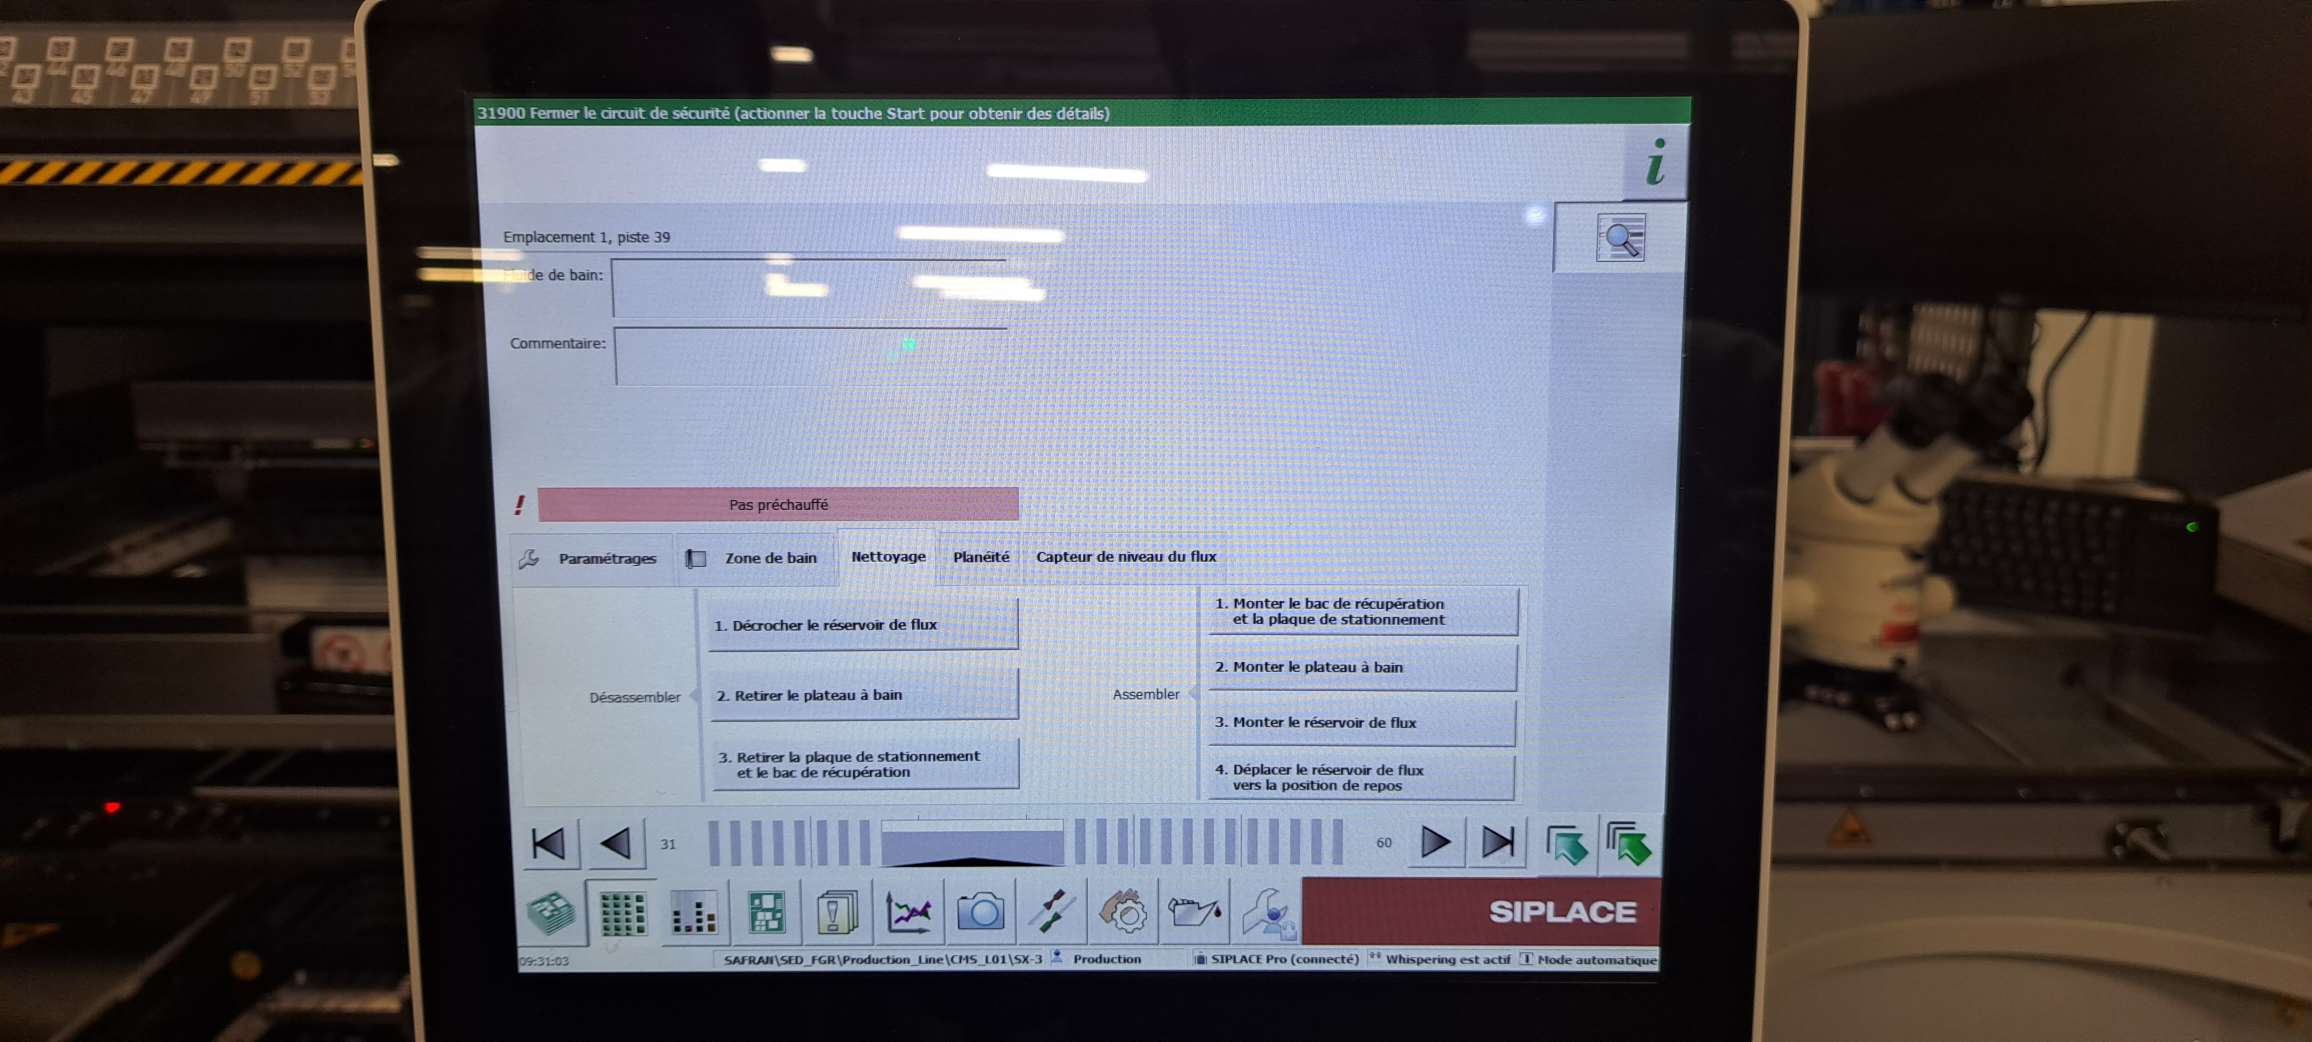 31900 Fermer le circuit de sécurité (actionner la touche Start pour obtenir des détails)
i
Emplacement 1, piste 39
de bain:
Commentaire:
! Pas préchauffé
Paramétrages Zone de bain Nettoyage Planéité Capteur de niveau du flux
Désassembler
1. Décrocher le réservoir de flux
2. Retirer le plateau à bain
3. Retirer la plaque de stationnement
et le bac de récupération
Assembler
1. Monter le bac de récupération
et la plaque de stationnement
2. Monter le plateau à bain
3. Monter le réservoir de flux
4. Déplacer le réservoir de flux
vers la position de repos
31 60
SIPLACE
09:31:03 SAFRAN\SED_FGR\Production_Line\CMS_L01\SX-3 Production SIPLACE Pro (connecté) Whispering est actif Mode automatique